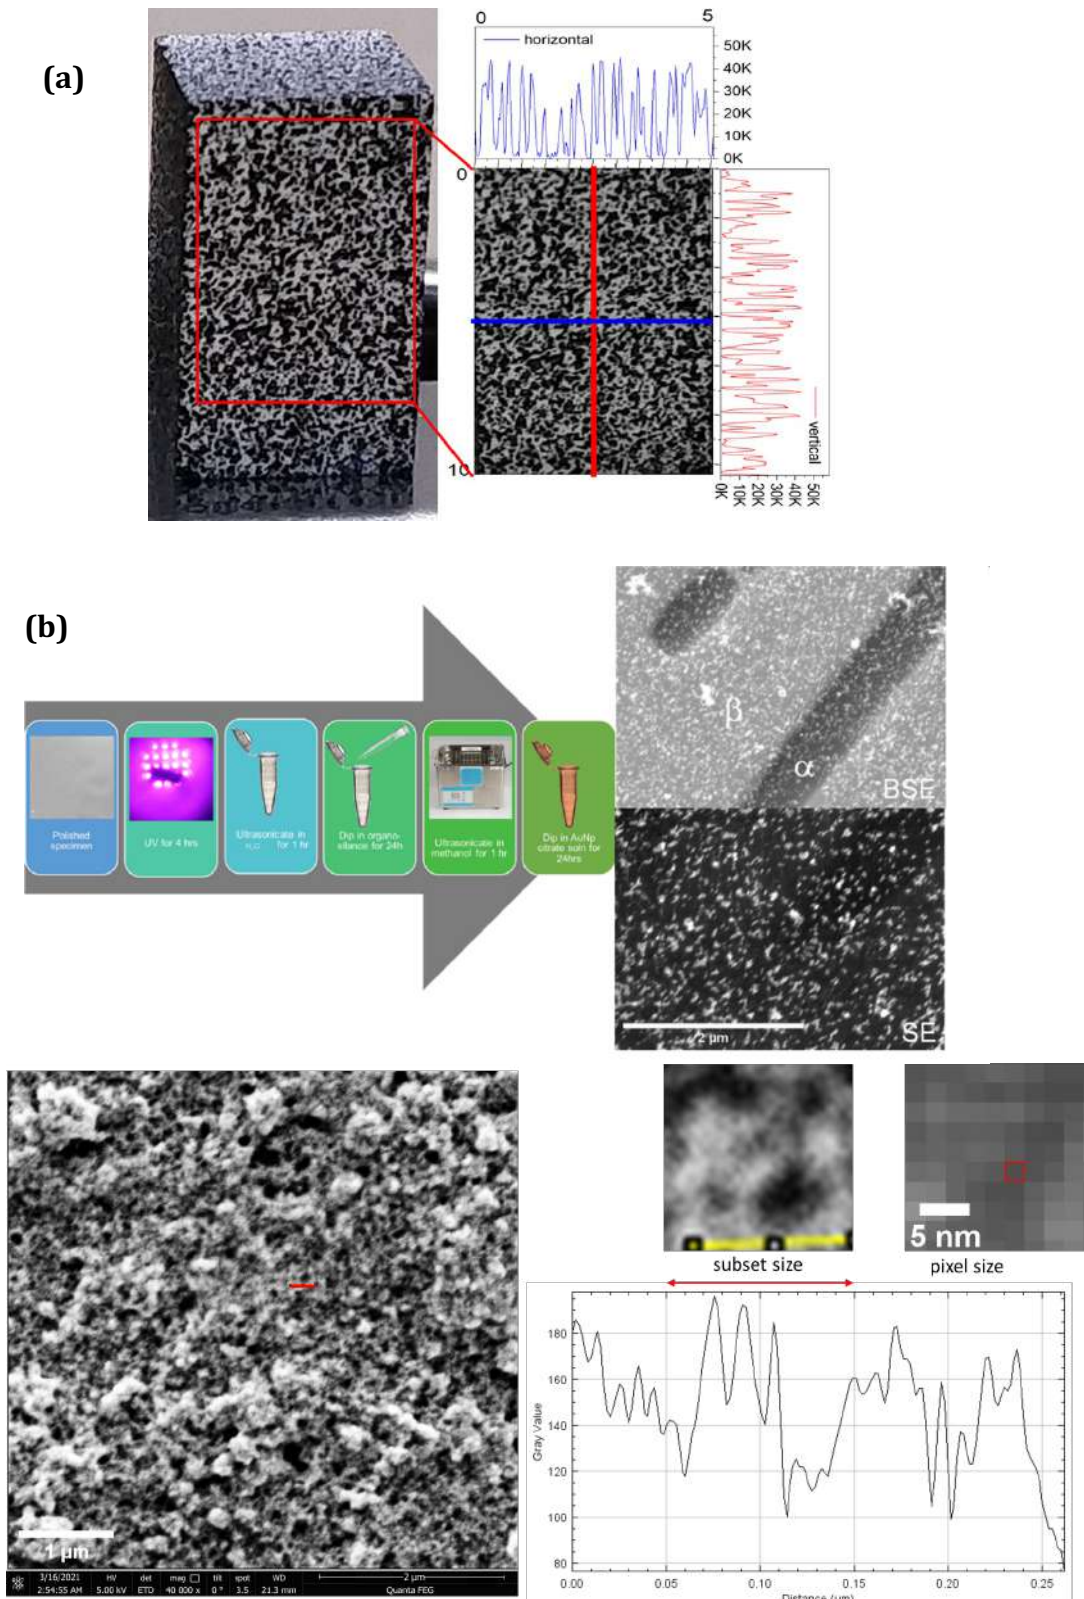 (a)
0 5
horizontal
50K
40K
30K
20K
10K
0K
0
10
vertical
0K
10K
20K
30K
40K
50K
(b)
Polished
specimen
UV for 4 hrs
Ultrasonicate in
for 1 hr
Dip in organo-
silance for 24h
Ultrasonicate in
methanol for 1 hr
Dip in AuNp
citrate soln for
24hrs
β
α
BSE
2 µm
SE
1 µm
3/16/2021 HV det mag tilt spot WD 2 µm
2:54:55 AM 5.00 kV ETD 40 000 x 0 ° 3.5 21.3 mm Quanta FEG
5 nm
subset size pixel size
180
160
140
120
100
80
Gray Value
0.00 0.05 0.10 0.15 0.20 0.25
Distance (µm)